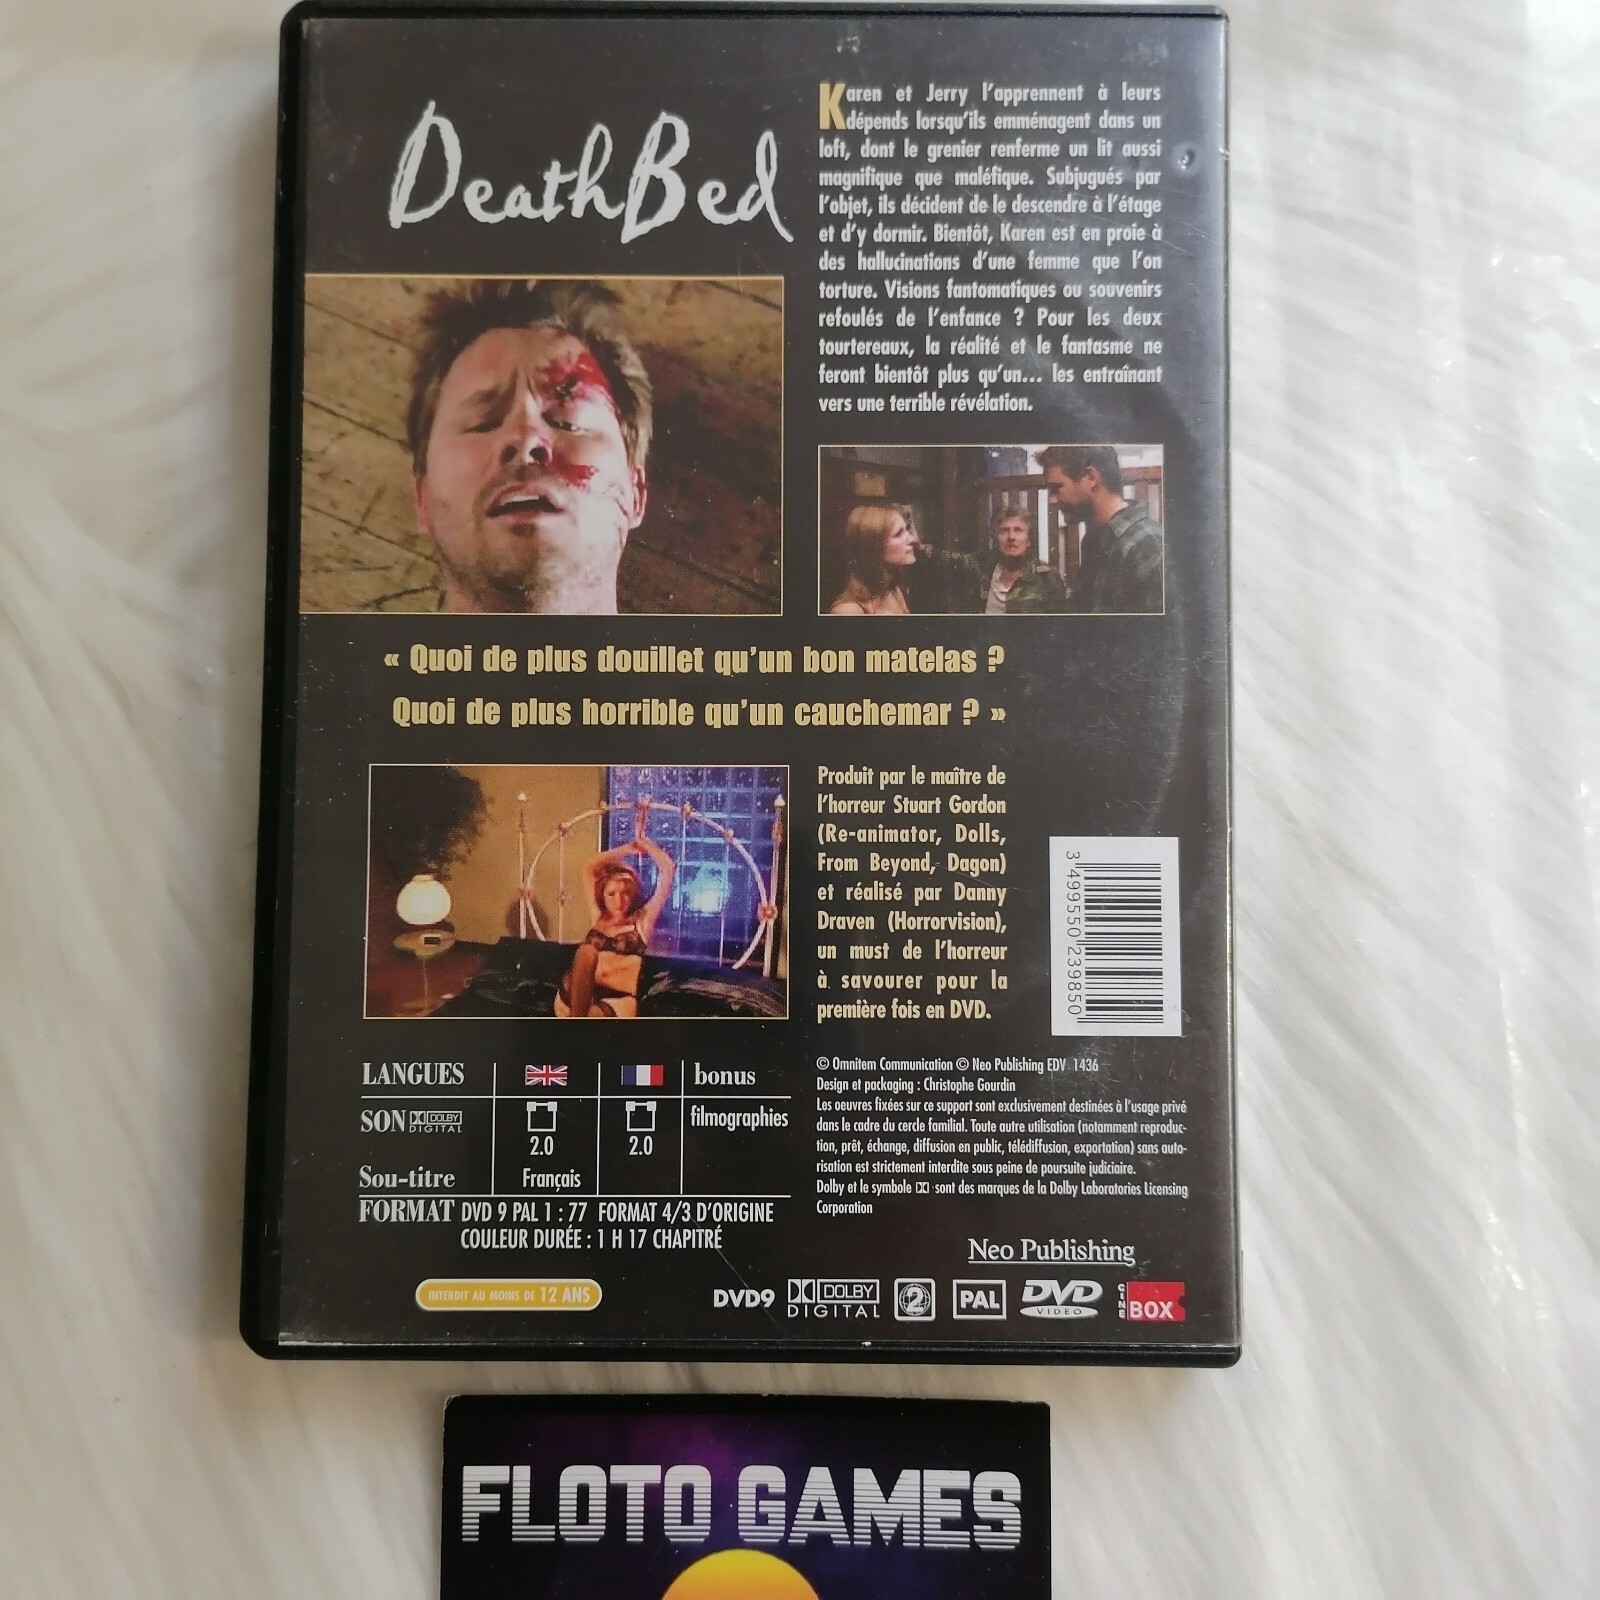 DeathBed
Karen et Jerry l'apprennent à leurs
dépends lorsqu'ils emménagent dans un
loft, dont le grenier renferme un lit aussi
magnifique que maléfique. Subjugués par
l'objet, ils décident de le descendre à l'étage
et d'y dormir. Bientôt, Karen est en proie à
des hallucinations d'une femme que l'on
torture. Visions fantomatiques ou souvenirs
refoulés de l'enfance ? Pour les deux
tourtereaux, la réalité et le fantasme ne
feront bientôt plus qu'un... les entraînant
vers une terrible révélation.
« Quoi de plus douillet qu'un bon matelas ?
Quoi de plus horrible qu'un cauchemar ? »
Produit par le maître de
l'horreur Stuart Gordon
(Re-animator, Dolls,
From Beyond, Dagon)
et réalisé par Danny
Draven (Horrorvision),
un must de l'horreur
à savourer pour la
première fois en DVD.
3 499550 239850
LANGUES bonus
SON DOLBY DIGITAL 2.0 2.0 filmographies
Sou-titre Français
FORMAT DVD 9 PAL 1 : 77 FORMAT 4/3 D'ORIGINE
COULEUR DURÉE : 1 H 17 CHAPITRÉ
© Omnitem Communication © Neo Publishing EDV 1436
Design et packaging : Christophe Gourdin
Les oeuvres fixées sur ce support sont exclusivement destinées à l'usage privé
dans le cadre du cercle familial. Toute autre utilisation (notamment reproduc-
tion, prêt, échange, diffusion en public, télédiffusion, exportation) sans auto-
risation est strictement interdite sous peine de poursuite judiciaire.
Dolby et le symbole sont des marques de la Dolby Laboratories Licensing
Corporation
Neo Publishing
INTERDIT AU MOINS DE 12 ANS
DVD9 DOLBY DIGITAL 2 PAL DVD VIDEO CINE BOX
FLOTO GAMES